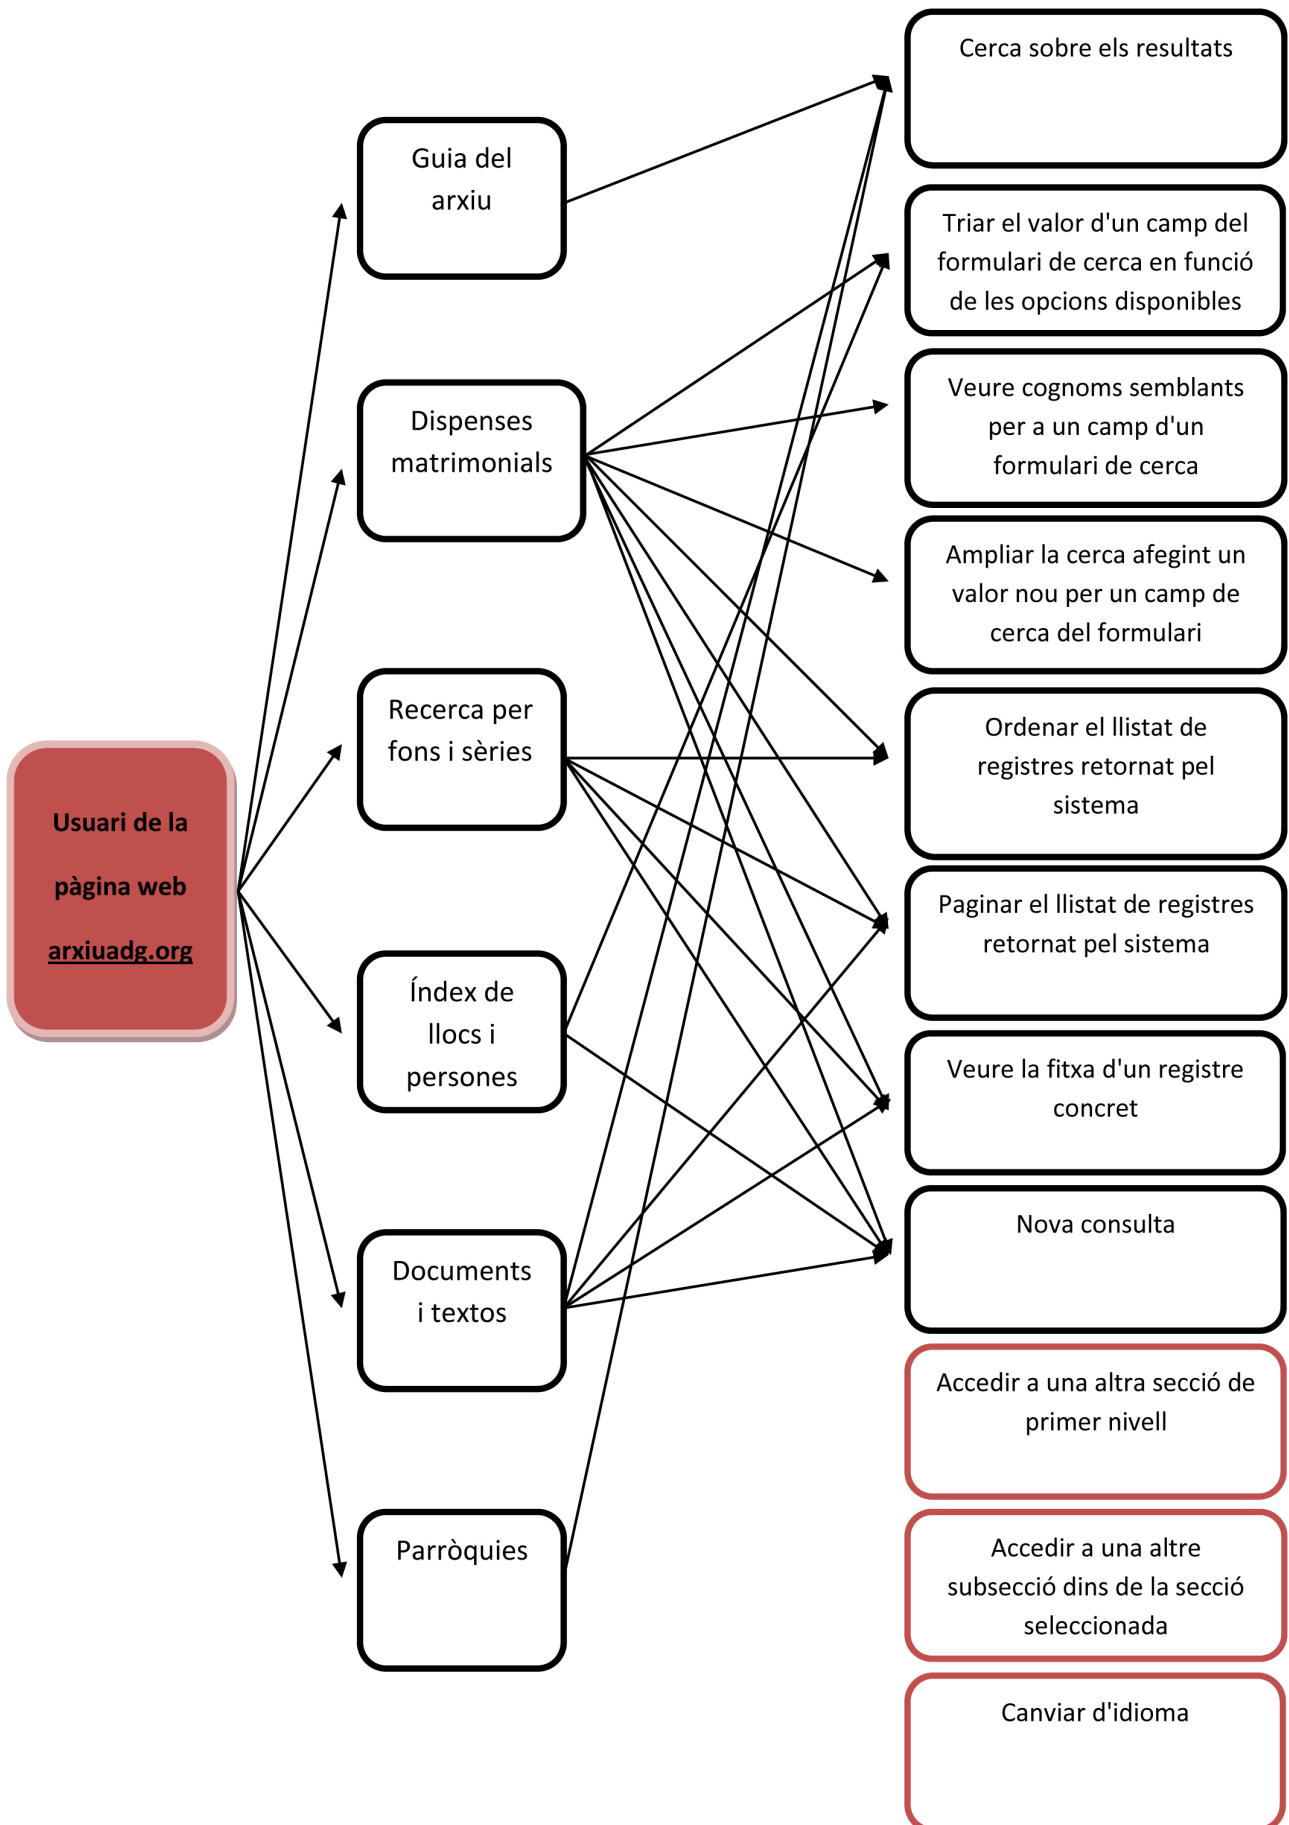 Usuari de la
pàgina web
arxiuadg.org
Guia del
arxiu
Dispenses
matrimonials
Recerca per
fons i sèries
Índex de
llocs i
persones
Documents
i textos
Parròquies
Cerca sobre els resultats
Triar el valor d'un camp del
formulari de cerca en funció
de les opcions disponibles
Veure cognoms semblants
per a un camp d'un
formulari de cerca
Ampliar la cerca afegint un
valor nou per un camp de
cerca del formulari
Ordenar el llistat de
registres retornat pel
sistema
Paginar el llistat de registres
retornat pel sistema
Veure la fitxa d'un registre
concret
Nova consulta
Accedir a una altra secció de
primer nivell
Accedir a una altre
subsecció dins de la secció
seleccionada
Canviar d'idioma